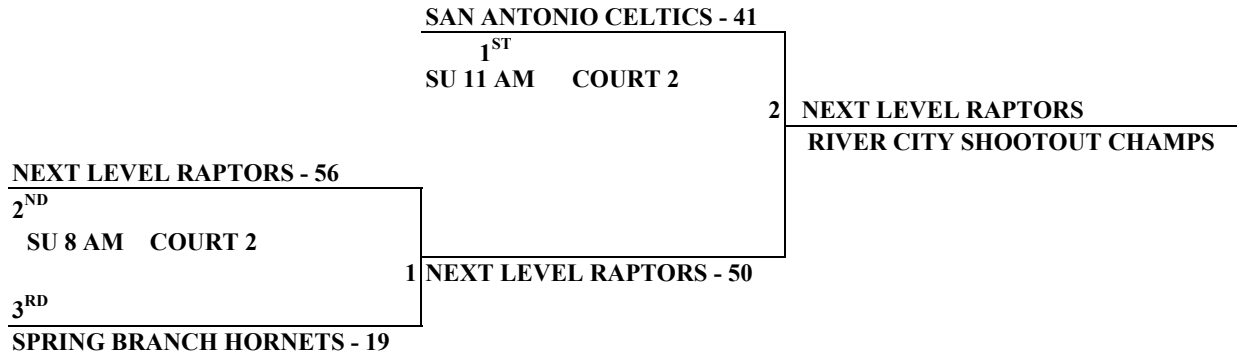 SAN ANTONIO CELTICS - 41
1ST
SU 11 AM COURT 2
2 NEXT LEVEL RAPTORS
RIVER CITY SHOOTOUT CHAMPS
NEXT LEVEL RAPTORS - 56
2ND
SU 8 AM COURT 2
1 NEXT LEVEL RAPTORS - 50
3RD
SPRING BRANCH HORNETS - 19